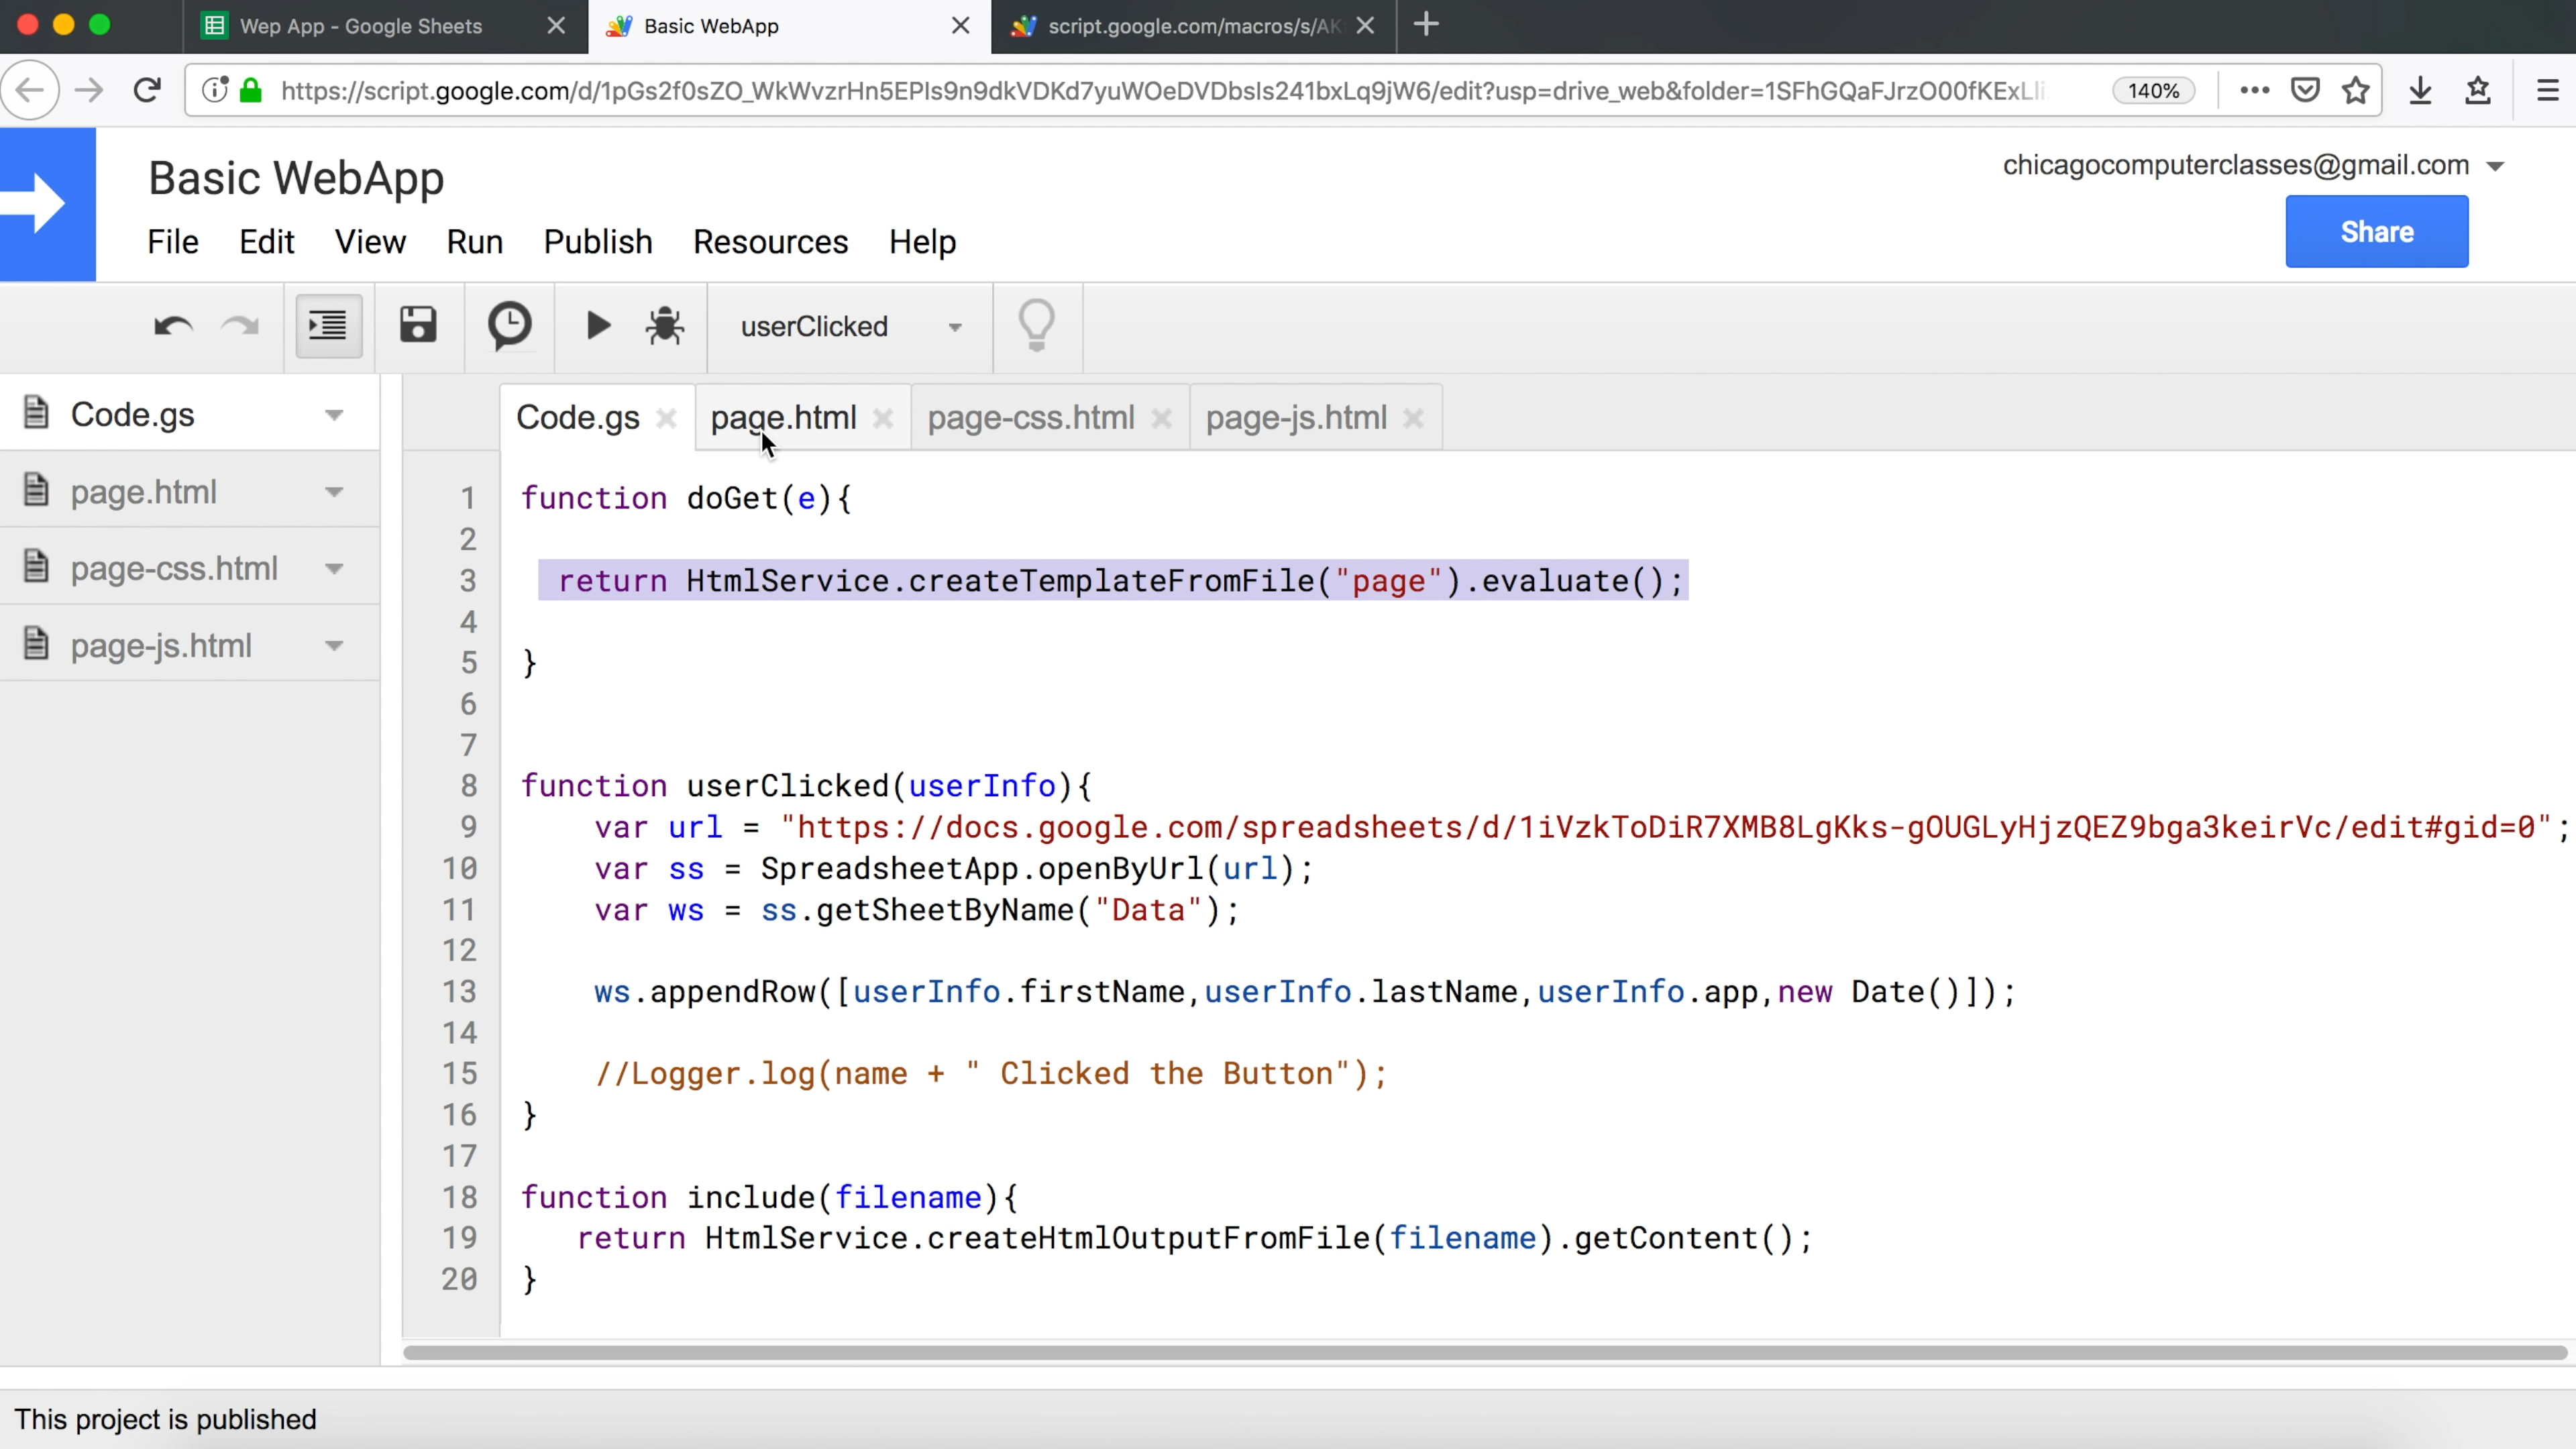 Wep App - Google Sheets
Basic WebApp
script.google.com/macros/s/AK
https://script.google.com/d/1pGs2f0sZO_WkWvzrHn5EPIs9n9dkVDKd7yuWOeDVDbsIs241bxLq9jW6/edit?usp=drive_web&folder=1SFhGQaFJrzO00fKExLli
140%
Basic WebApp
chicagocomputerclasses@gmail.com
File Edit View Run Publish Resources Help
Share
userClicked
Code.gs
page.html
page-css.html
page-js.html
Code.gs page.html page-css.html page-js.html
1 function doGet(e){
2
3 return HtmlService.createTemplateFromFile("page").evaluate();
4
5 }
6
7
8 function userClicked(userInfo){
9 var url = "https://docs.google.com/spreadsheets/d/1iVzkToDiR7XMB8LgKks-gOUGLyHjzQEZ9bga3keirVc/edit#gid=0";
10 var ss = SpreadsheetApp.openByUrl(url);
11 var ws = ss.getSheetByName("Data");
12
13 ws.appendRow([userInfo.firstName,userInfo.lastName,userInfo.app,new Date()]);
14
15 //Logger.log(name + " Clicked the Button");
16 }
17
18 function include(filename){
19 return HtmlService.createHtmlOutputFromFile(filename).getContent();
20 }
This project is published